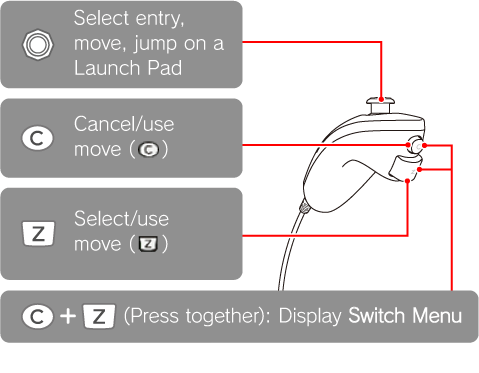 Select entry,
move, jump on a
Launch Pad
C Cancel/use
move (C)
Z Select/use
move (Z)
C + Z (Press together): Display Switch Menu